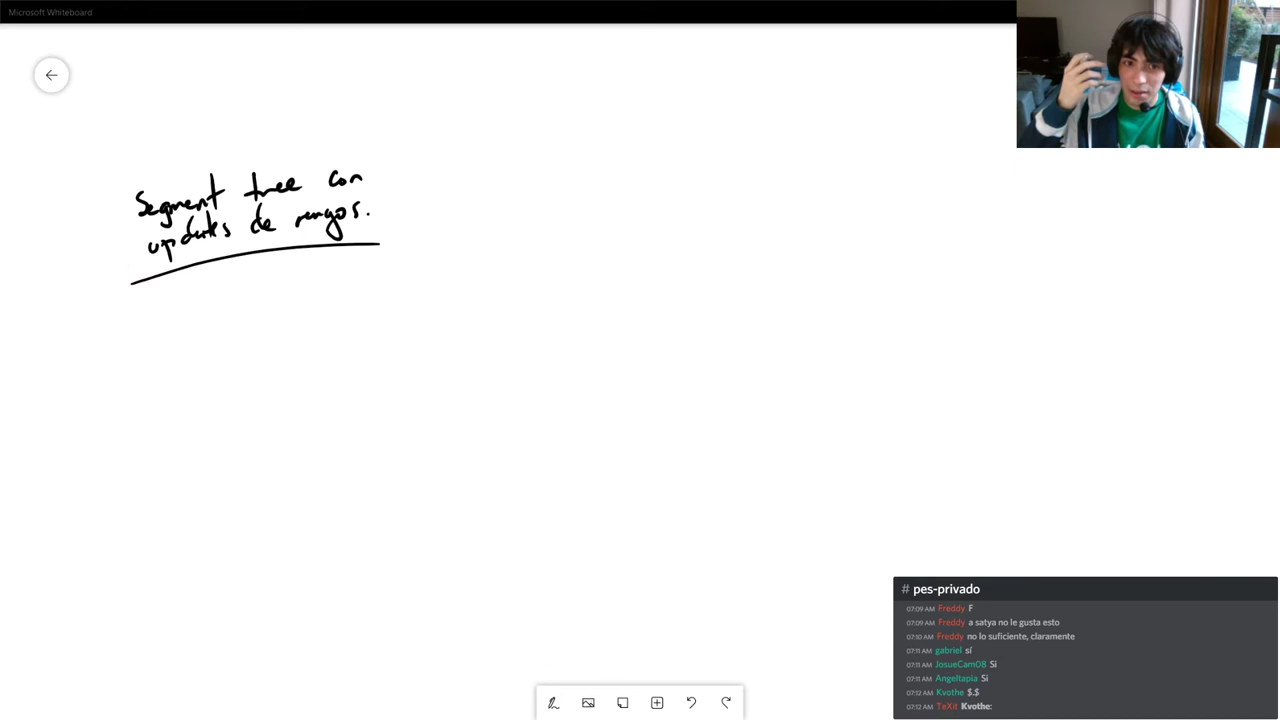 Microsoft Whiteboard
Segment tree con
updates de rangos.
# pes-privado
07:09 AM Freddy F
07:09 AM Freddy a satya no le gusta esto
07:10 AM Freddy no lo suficiente, claramente
07:11 AM gabriel sí
07:11 AM JosueCam08 Si
07:11 AM Angeltapia Si
07:12 AM Kvothe $.$
07:12 AM TeXit Kvothe: